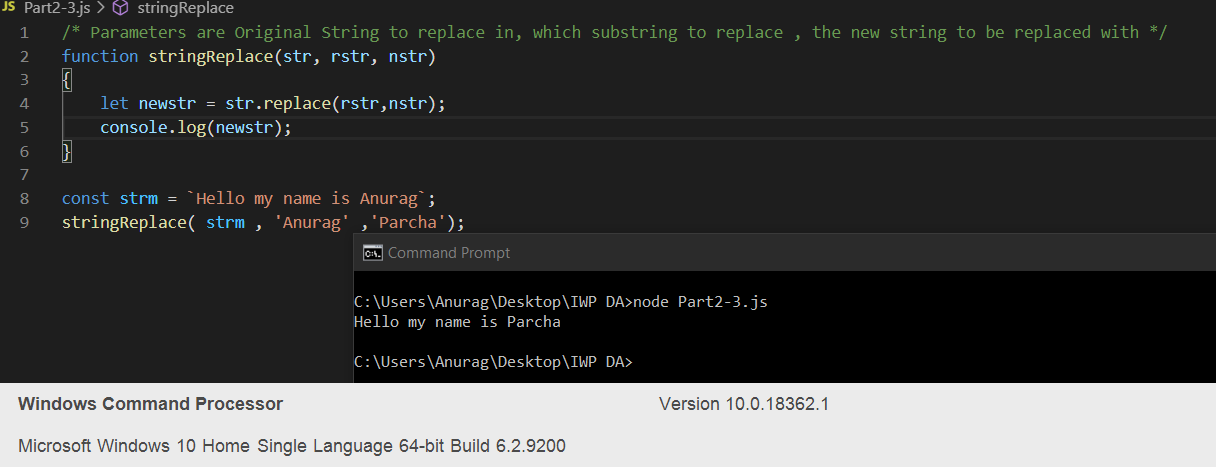 JS Part2-3.js > stringReplace
1 /* Parameters are Original String to replace in, which substring to replace , the new string to be replaced with */
2 function stringReplace(str, rstr, nstr)
3 {
4 let newstr = str.replace(rstr,nstr);
5 console.log(newstr);
6 }
7
8 const strm = `Hello my name is Anurag`;
9 stringReplace( strm , 'Anurag' ,'Parcha');
C:\. Command Prompt
C:\Users\Anurag\Desktop\IWP DA>node Part2-3.js
Hello my name is Parcha
C:\Users\Anurag\Desktop\IWP DA>
Windows Command Processor Version 10.0.18362.1
Microsoft Windows 10 Home Single Language 64-bit Build 6.2.9200